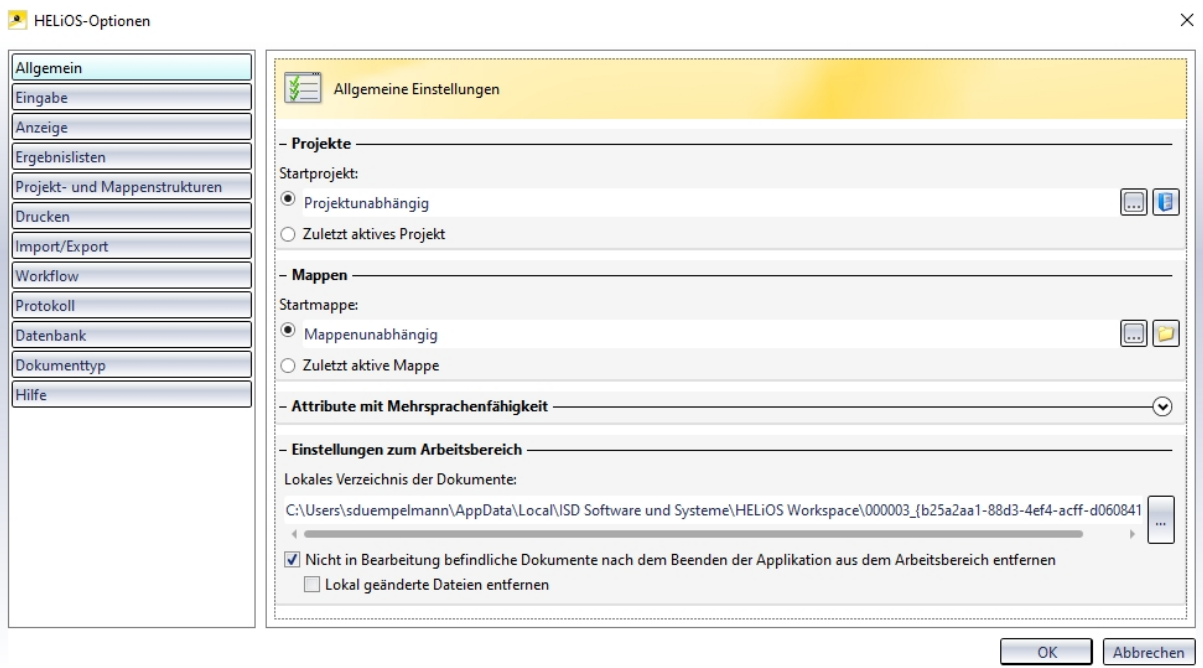 HELiOS-Optionen
Allgemein
Eingabe
Anzeige
Ergebnislisten
Projekt- und Mappenstrukturen
Drucken
Import/Export
Workflow
Protokoll
Datenbank
Dokumenttyp
Hilfe
Allgemeine Einstellungen
– Projekte
Startprojekt:
Projektunabhängig
...
Zuletzt aktives Projekt
– Mappen
Startmappe:
Mappenunabhängig
...
Zuletzt aktive Mappe
– Attribute mit Mehrsprachenfähigkeit
– Einstellungen zum Arbeitsbereich
Lokales Verzeichnis der Dokumente:
C:\Users\sduempelmann\AppData\Local\ISD Software und Systeme\HELiOS Workspace\000003_{b25a2aa1-88d3-4ef4-acff-d060841
...
Nicht in Bearbeitung befindliche Dokumente nach dem Beenden der Applikation aus dem Arbeitsbereich entfernen
Lokal geänderte Dateien entfernen
OK
Abbrechen